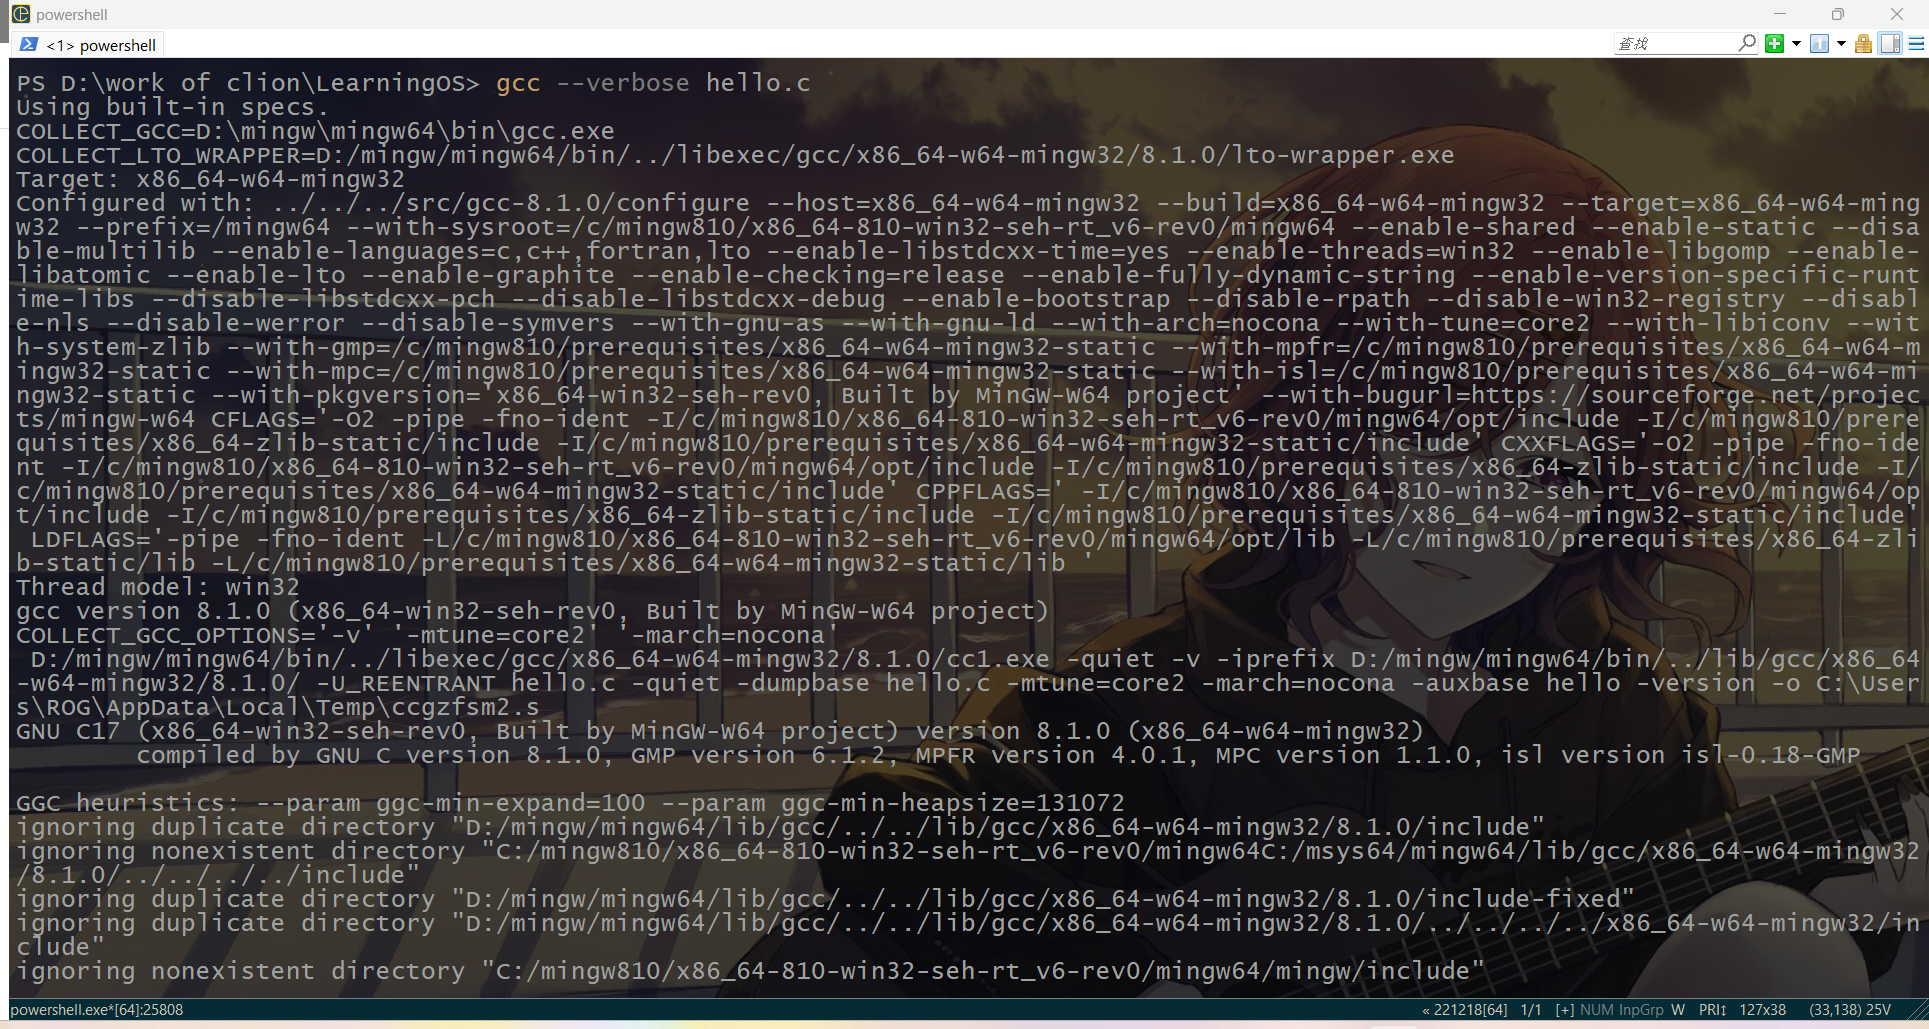 powershell
<1> powershell
查找
PS D:\work of clion\LearningOS> gcc --verbose hello.c
Using built-in specs.
COLLECT_GCC=D:\mingw\mingw64\bin\gcc.exe
COLLECT_LTO_WRAPPER=D:/mingw/mingw64/bin/../libexec/gcc/x86_64-w64-mingw32/8.1.0/lto-wrapper.exe
Target: x86_64-w64-mingw32
Configured with: ../../../src/gcc-8.1.0/configure --host=x86_64-w64-mingw32 --build=x86_64-w64-mingw32 --target=x86_64-w64-ming
w32 --prefix=/mingw64 --with-sysroot=/c/mingw810/x86_64-810-win32-seh-rt_v6-rev0/mingw64 --enable-shared --enable-static --disa
ble-multilib --enable-languages=c,c++,fortran,lto --enable-libstdcxx-time=yes --enable-threads=win32 --enable-libgomp --enable-
libatomic --enable-lto --enable-graphite --enable-checking=release --enable-fully-dynamic-string --enable-version-specific-runt
ime-libs --disable-libstdcxx-pch --disable-libstdcxx-debug --enable-bootstrap --disable-rpath --disable-win32-registry --disabl
e-nls --disable-werror --disable-symvers --with-gnu-as --with-gnu-ld --with-arch=nocona --with-tune=core2 --with-libiconv --wit
h-system-zlib --with-gmp=/c/mingw810/prerequisites/x86_64-w64-mingw32-static --with-mpfr=/c/mingw810/prerequisites/x86_64-w64-m
ingw32-static --with-mpc=/c/mingw810/prerequisites/x86_64-w64-mingw32-static --with-isl=/c/mingw810/prerequisites/x86_64-w64-mi
ngw32-static --with-pkgversion='x86_64-win32-seh-rev0, Built by MinGW-W64 project' --with-bugurl=https://sourceforge.net/projec
ts/mingw-w64 CFLAGS='-O2 -pipe -fno-ident -I/c/mingw810/x86_64-810-win32-seh-rt_v6-rev0/mingw64/opt/include -I/c/mingw810/prere
quisites/x86_64-zlib-static/include -I/c/mingw810/prerequisites/x86_64-w64-mingw32-static/include' CXXFLAGS='-O2 -pipe -fno-ide
nt -I/c/mingw810/x86_64-810-win32-seh-rt_v6-rev0/mingw64/opt/include -I/c/mingw810/prerequisites/x86_64-zlib-static/include -I/
c/mingw810/prerequisites/x86_64-w64-mingw32-static/include' CPPFLAGS=' -I/c/mingw810/x86_64-810-win32-seh-rt_v6-rev0/mingw64/op
t/include -I/c/mingw810/prerequisites/x86_64-zlib-static/include -I/c/mingw810/prerequisites/x86_64-w64-mingw32-static/include'
 LDFLAGS='-pipe -fno-ident -L/c/mingw810/x86_64-810-win32-seh-rt_v6-rev0/mingw64/opt/lib -L/c/mingw810/prerequisites/x86_64-zli
b-static/lib -L/c/mingw810/prerequisites/x86_64-w64-mingw32-static/lib '
Thread model: win32
gcc version 8.1.0 (x86_64-win32-seh-rev0, Built by MinGW-W64 project)
COLLECT_GCC_OPTIONS='-v' '-mtune=core2' '-march=nocona'
 D:/mingw/mingw64/bin/../libexec/gcc/x86_64-w64-mingw32/8.1.0/cc1.exe -quiet -v -iprefix D:/mingw/mingw64/bin/../lib/gcc/x86_64
-w64-mingw32/8.1.0/ -U_REENTRANT hello.c -quiet -dumpbase hello.c -mtune=core2 -march=nocona -auxbase hello -version -o C:\User
s\ROG\AppData\Local\Temp\ccgzfsm2.s
GNU C17 (x86_64-win32-seh-rev0, Built by MinGW-W64 project) version 8.1.0 (x86_64-w64-mingw32)
        compiled by GNU C version 8.1.0, GMP version 6.1.2, MPFR version 4.0.1, MPC version 1.1.0, isl version isl-0.18-GMP
GGC heuristics: --param ggc-min-expand=100 --param ggc-min-heapsize=131072
ignoring duplicate directory "D:/mingw/mingw64/lib/gcc/../../lib/gcc/x86_64-w64-mingw32/8.1.0/include"
ignoring nonexistent directory "C:/mingw810/x86_64-810-win32-seh-rt_v6-rev0/mingw64C:/msys64/mingw64/lib/gcc/x86_64-w64-mingw32
/8.1.0/../../../../include"
ignoring duplicate directory "D:/mingw/mingw64/lib/gcc/../../lib/gcc/x86_64-w64-mingw32/8.1.0/include-fixed"
ignoring duplicate directory "D:/mingw/mingw64/lib/gcc/../../lib/gcc/x86_64-w64-mingw32/8.1.0/../../../../x86_64-w64-mingw32/in
clude"
ignoring nonexistent directory "C:/mingw810/x86_64-810-win32-seh-rt_v6-rev0/mingw64/mingw/include"
powershell.exe*[64]:25808 « 221218[64] 1/1 [+] NUM InpGrp W PRI↕ 127x38 (33,138) 25V